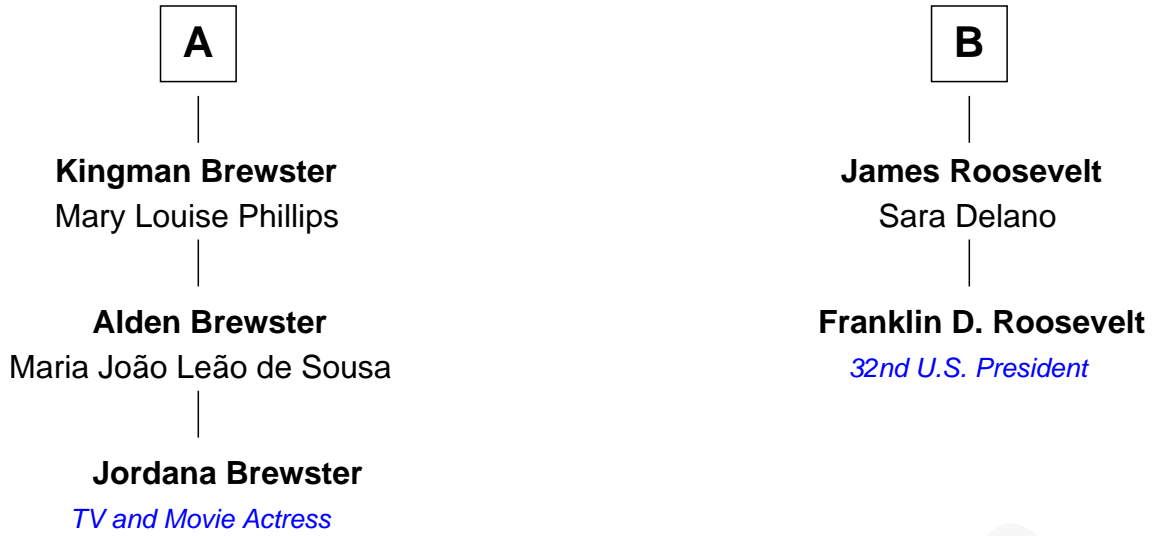 A
Kingman Brewster
Mary Louise Phillips
Alden Brewster
Maria João Leão de Sousa
Jordana Brewster
TV and Movie Actress
B
James Roosevelt
Sara Delano
Franklin D. Roosevelt
32nd U.S. President